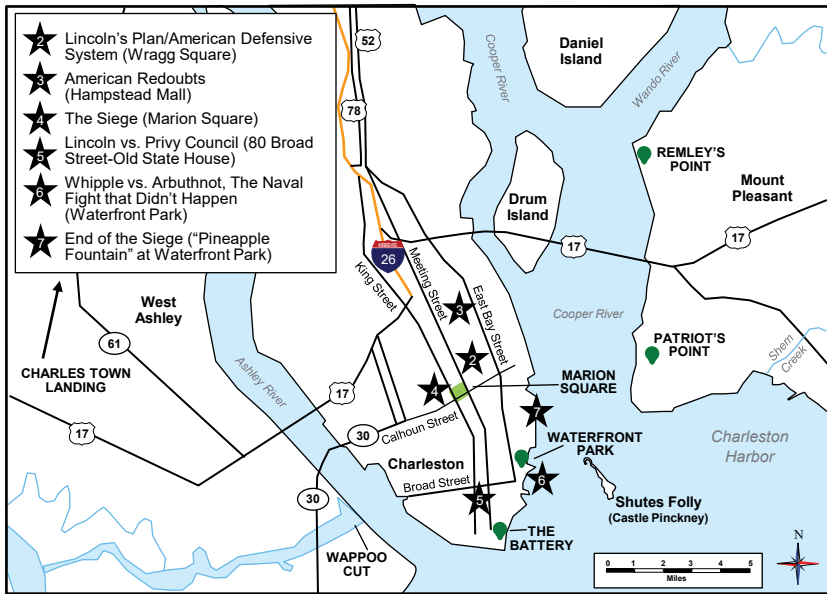 2 Lincoln's Plan/American Defensive
System (Wragg Square)
3 American Redoubts
(Hampstead Mall)
4 The Siege (Marion Square)
5 Lincoln vs. Privy Council (80 Broad
Street-Old State House)
6 Whipple vs. Arbuthnot, The Naval
Fight that Didn't Happen
(Waterfront Park)
7 End of the Siege ("Pineapple
Fountain" at Waterfront Park)
52
78
Cooper River
Daniel
Island
Wando River
REMLEY'S
POINT
Mount
Pleasant
Drum
Island
17
17
INTERSTATE
26
King Street
Meeting Street
East Bay Street
3
2
4
Cooper River
West
Ashley
61
CHARLES TOWN
LANDING
Ashley River
17
17
PATRIOT'S
POINT
Shem
Creek
MARION
SQUARE
30
Calhoun Street
7
WATERFRONT
PARK
Charleston
Harbor
Charleston
Broad Street
6
5
30
Shutes Folly
(Castle Pinckney)
THE
BATTERY
WAPPOO
CUT
N
0 1 2 3 4 5
Miles